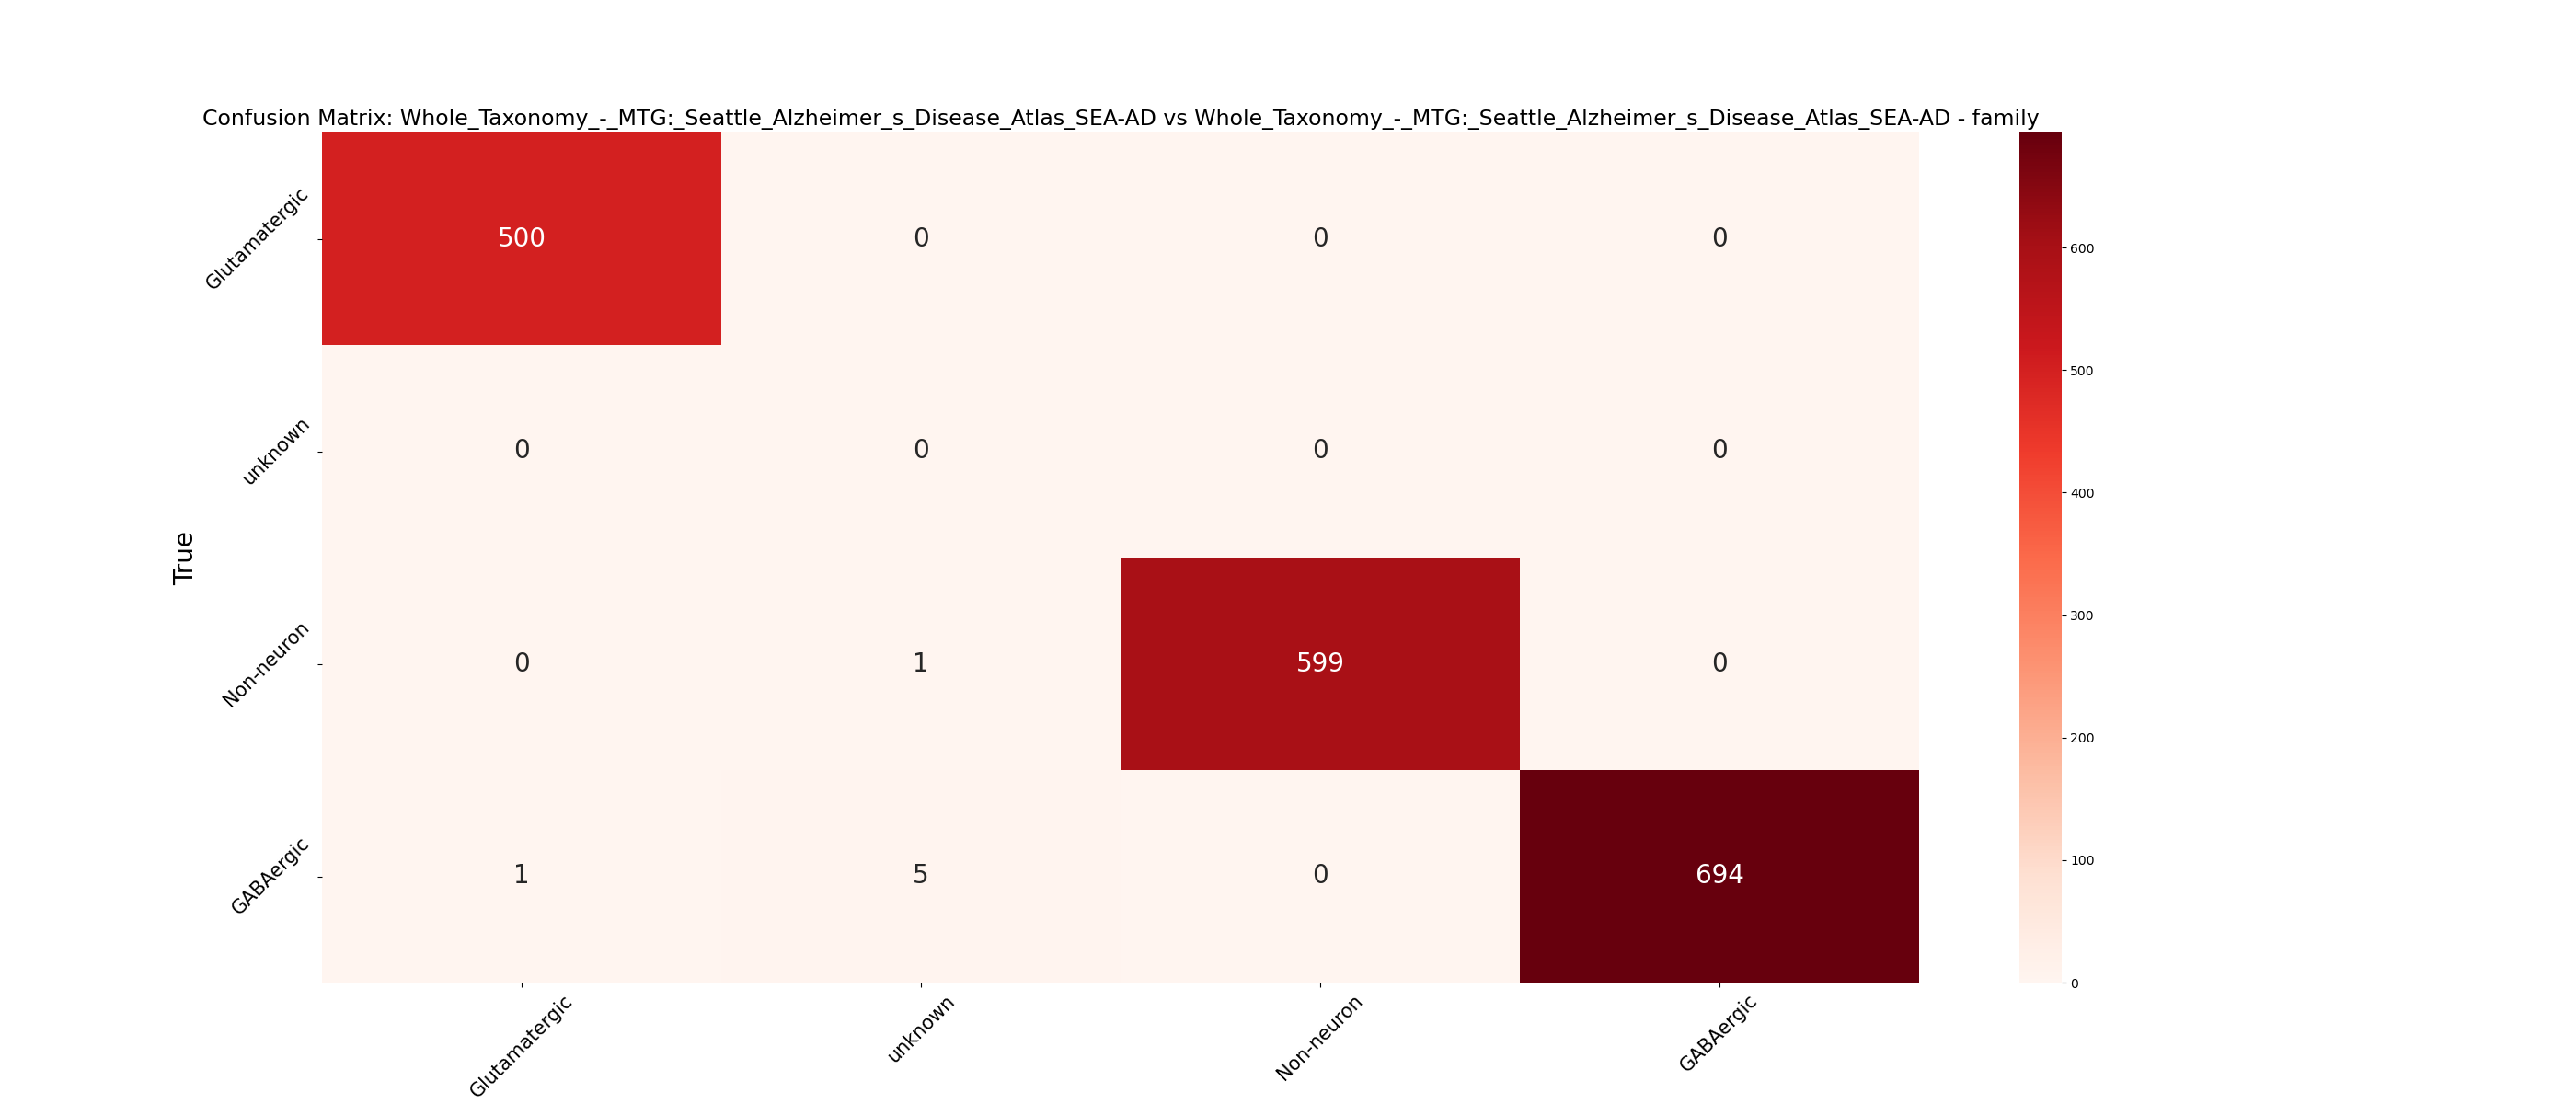 Confusion Matrix: Whole_Taxonomy_-_MTG:_Seattle_Alzheimer_s_Disease_Atlas_SEA-AD vs Whole_Taxonomy_-_MTG:_Seattle_Alzheimer_s_Disease_Atlas_SEA-AD - family
True
Glutamatergic
500
0
0
0
unknown
0
0
0
0
Non-neuron
0
1
599
0
GABAergic
1
5
0
694
Glutamatergic
unknown
Non-neuron
GABAergic
600
500
400
300
200
100
0